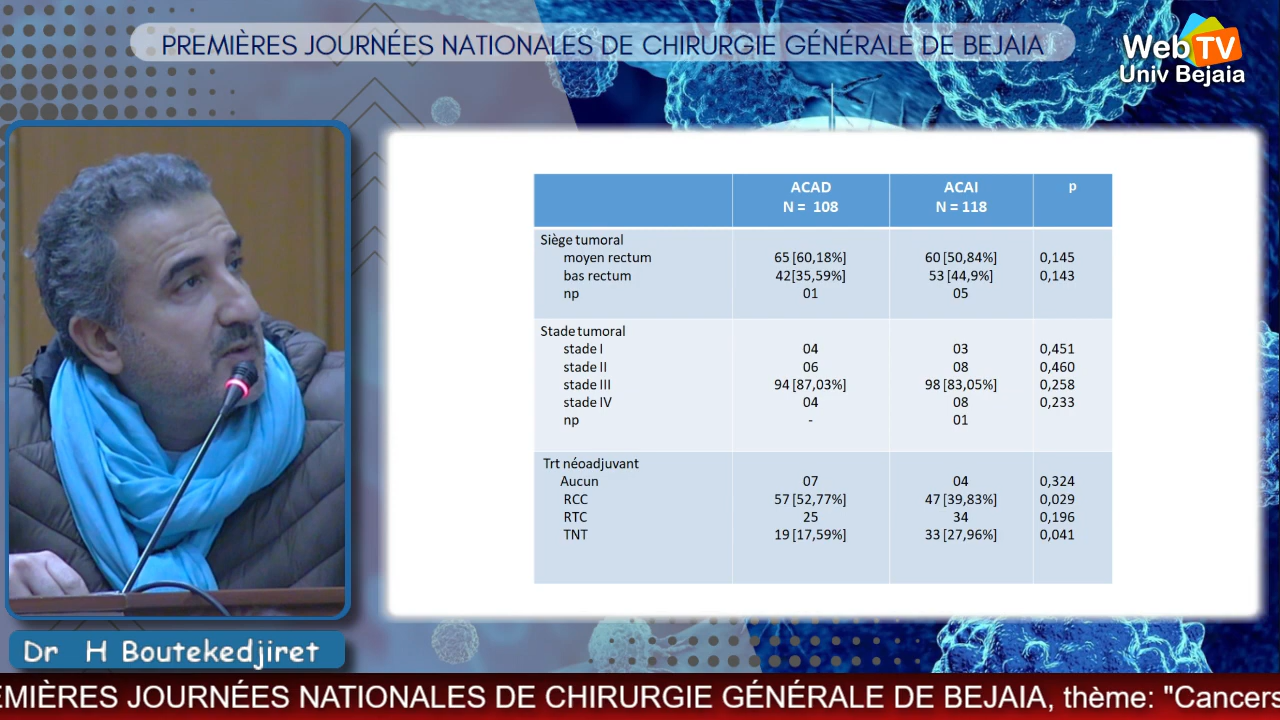 PREMIÈRES JOURNÉES NATIONALES DE CHIRURGIE GÉNÉRALE DE BEJAIA
Web TV
Univ Bejaia
ACAD ACAI p
N = 108 N = 118
Siège tumoral
moyen rectum 65 [60,18%] 60 [50,84%] 0,145
bas rectum 42[35,59%] 53 [44,9%] 0,143
np 01 05
Stade tumoral
stade I 04 03 0,451
stade II 06 08 0,460
stade III 94 [87,03%] 98 [83,05%] 0,258
stade IV 04 08 0,233
np - 01
Trt néoadjuvant
Aucun 07 04 0,324
RCC 57 [52,77%] 47 [39,83%] 0,029
RTC 25 34 0,196
TNT 19 [17,59%] 33 [27,96%] 0,041
Dr H Boutekedjiret
EMIÈRES JOURNÉES NATIONALES DE CHIRURGIE GÉNÉRALE DE BEJAIA, thème: "Cancers